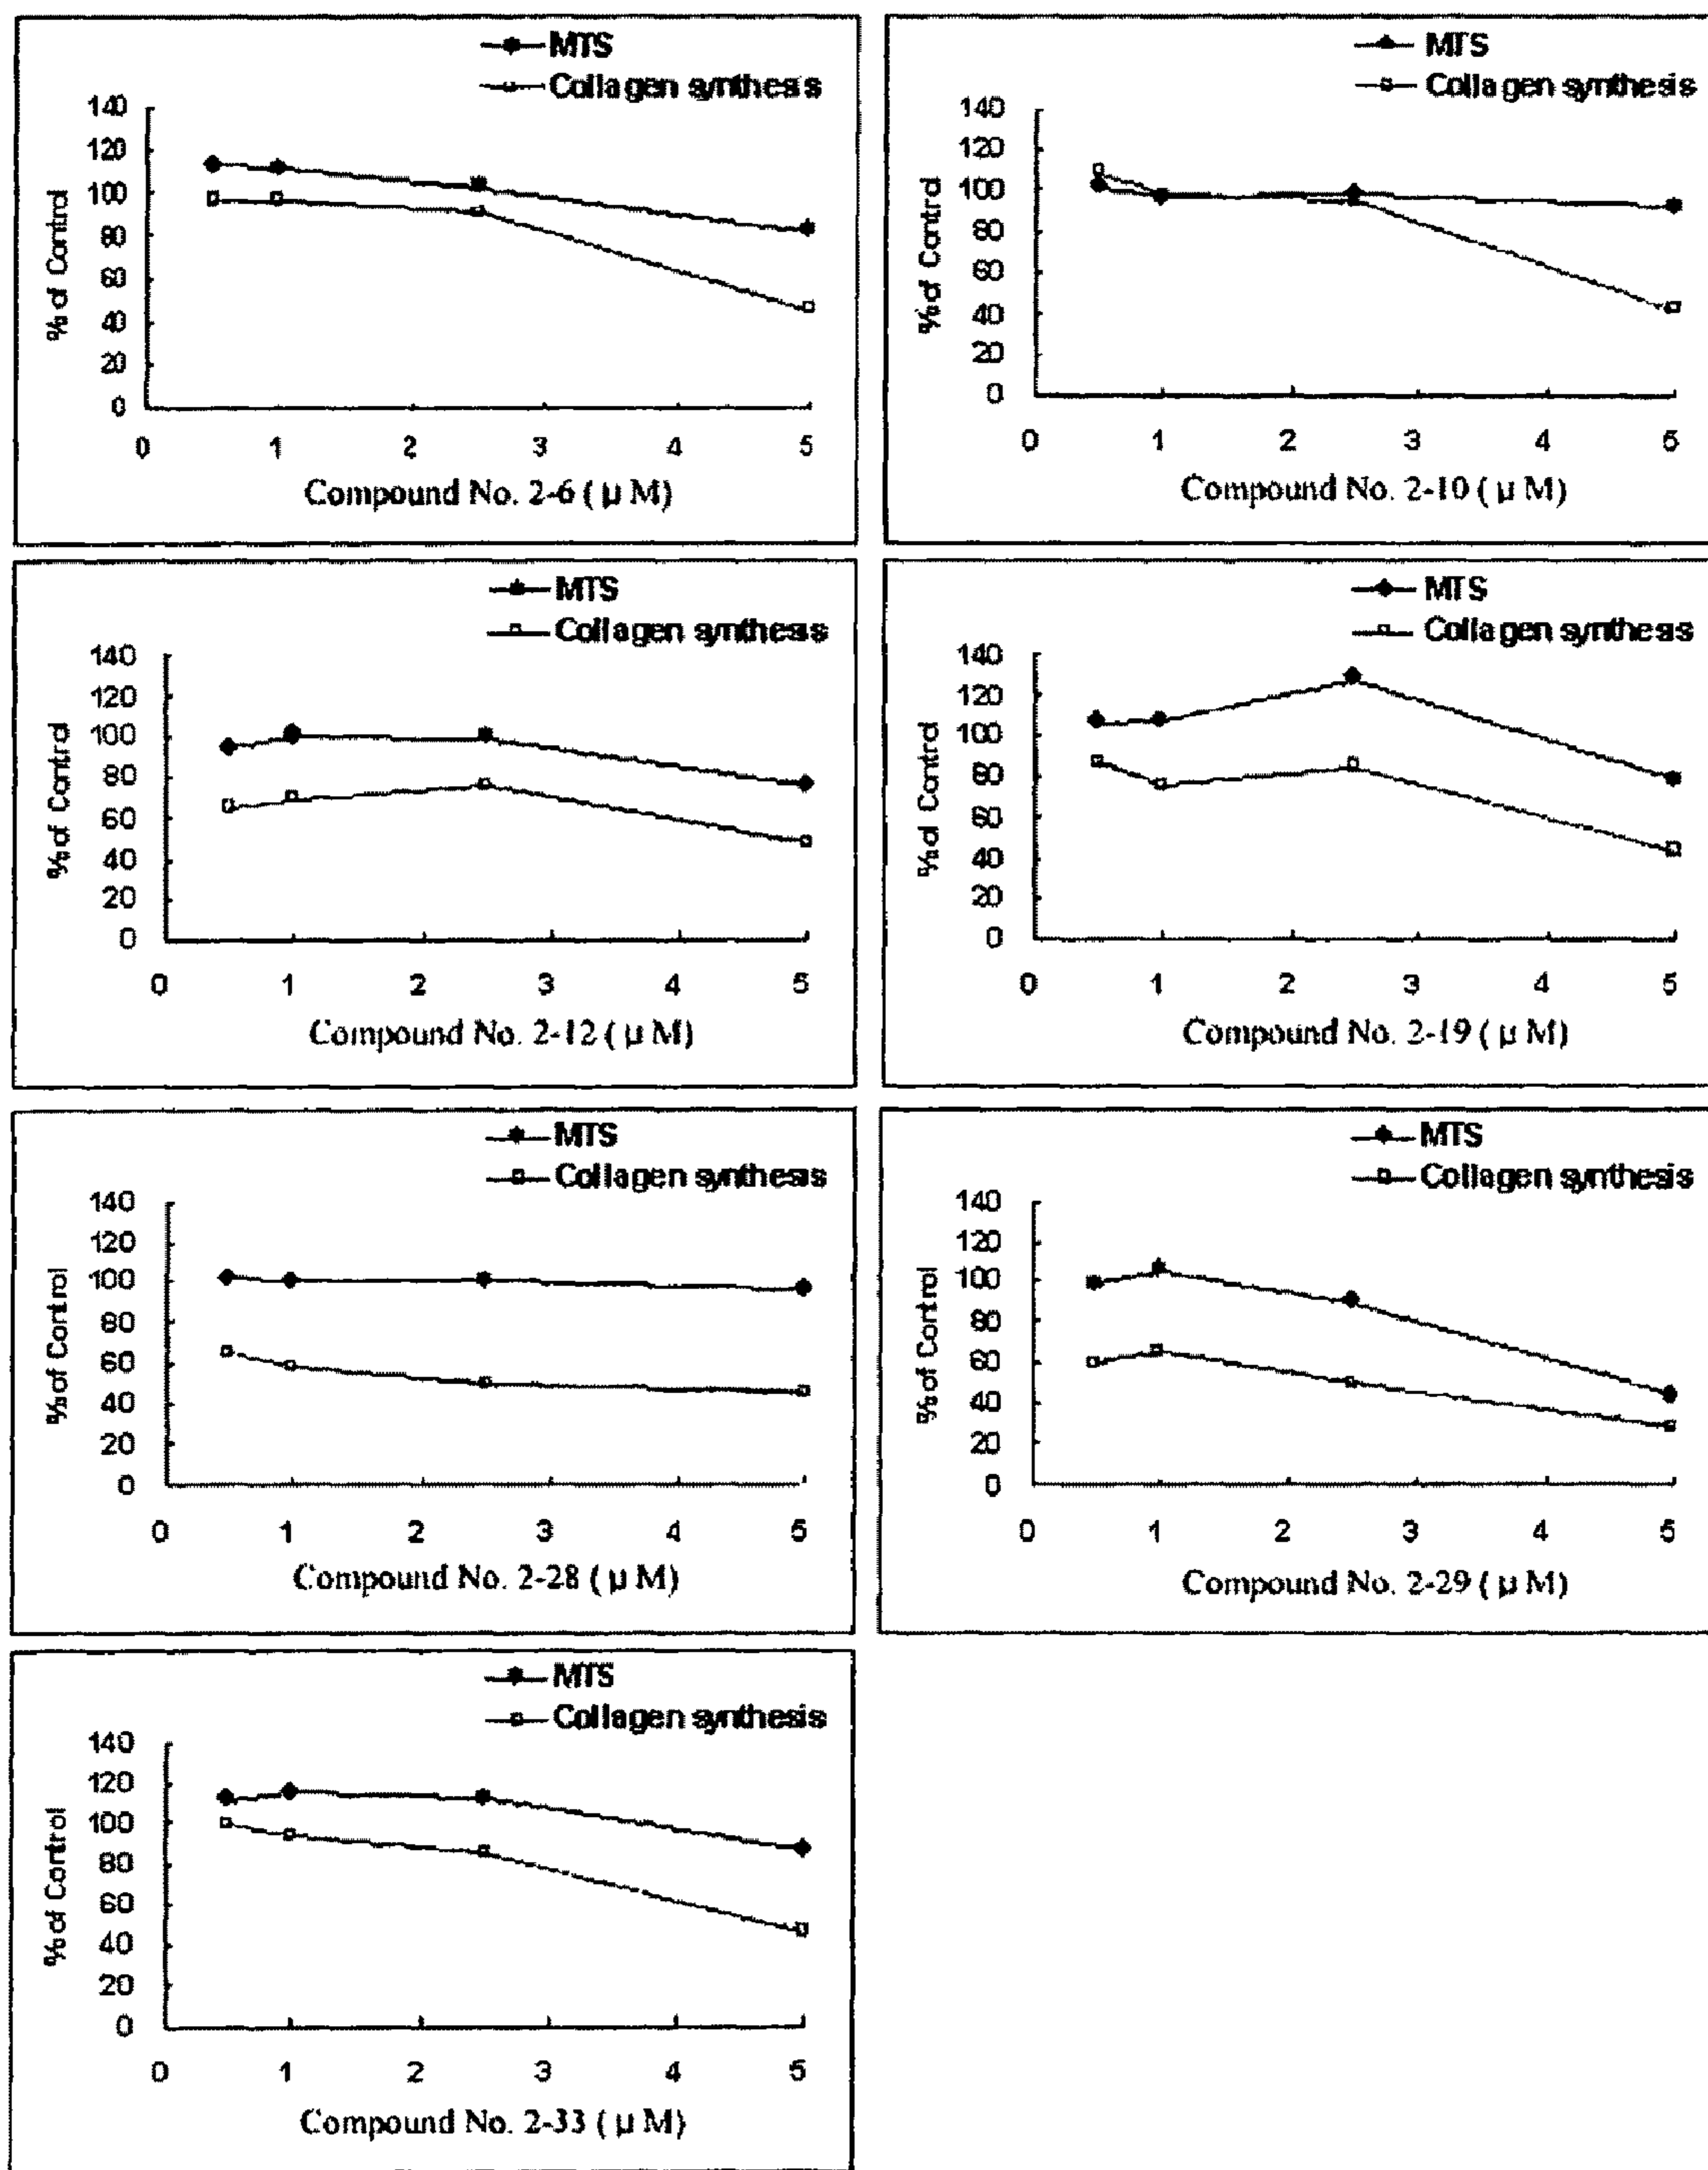 MTS
Collagen synthesis
140
120
100
80
60
40
20
0
% of Control
0 1 2 3 4 5
Compound No. 2-6 ( μ M)
MTS
Collagen synthesis
140
120
100
80
60
40
20
0
% of Control
0 1 2 3 4 5
Compound No. 2-10 ( μ M)
MTS
Collagen synthesis
140
120
100
80
60
40
20
0
% of Control
0 1 2 3 4 5
Compound No. 2-12 ( μ M)
MTS
Collagen synthesis
140
120
100
80
60
40
20
0
% of Control
0 1 2 3 4 5
Compound No. 2-19 ( μ M)
MTS
Collagen synthesis
140
120
100
80
60
40
20
0
% of Control
0 1 2 3 4 5
Compound No. 2-28 ( μ M)
MTS
Collagen synthesis
140
120
100
80
60
40
20
0
% of Control
0 1 2 3 4 5
Compound No. 2-29 ( μ M)
MTS
Collagen synthesis
140
120
100
80
60
40
20
0
% of Control
0 1 2 3 4 5
Compound No. 2-33 ( μ M)